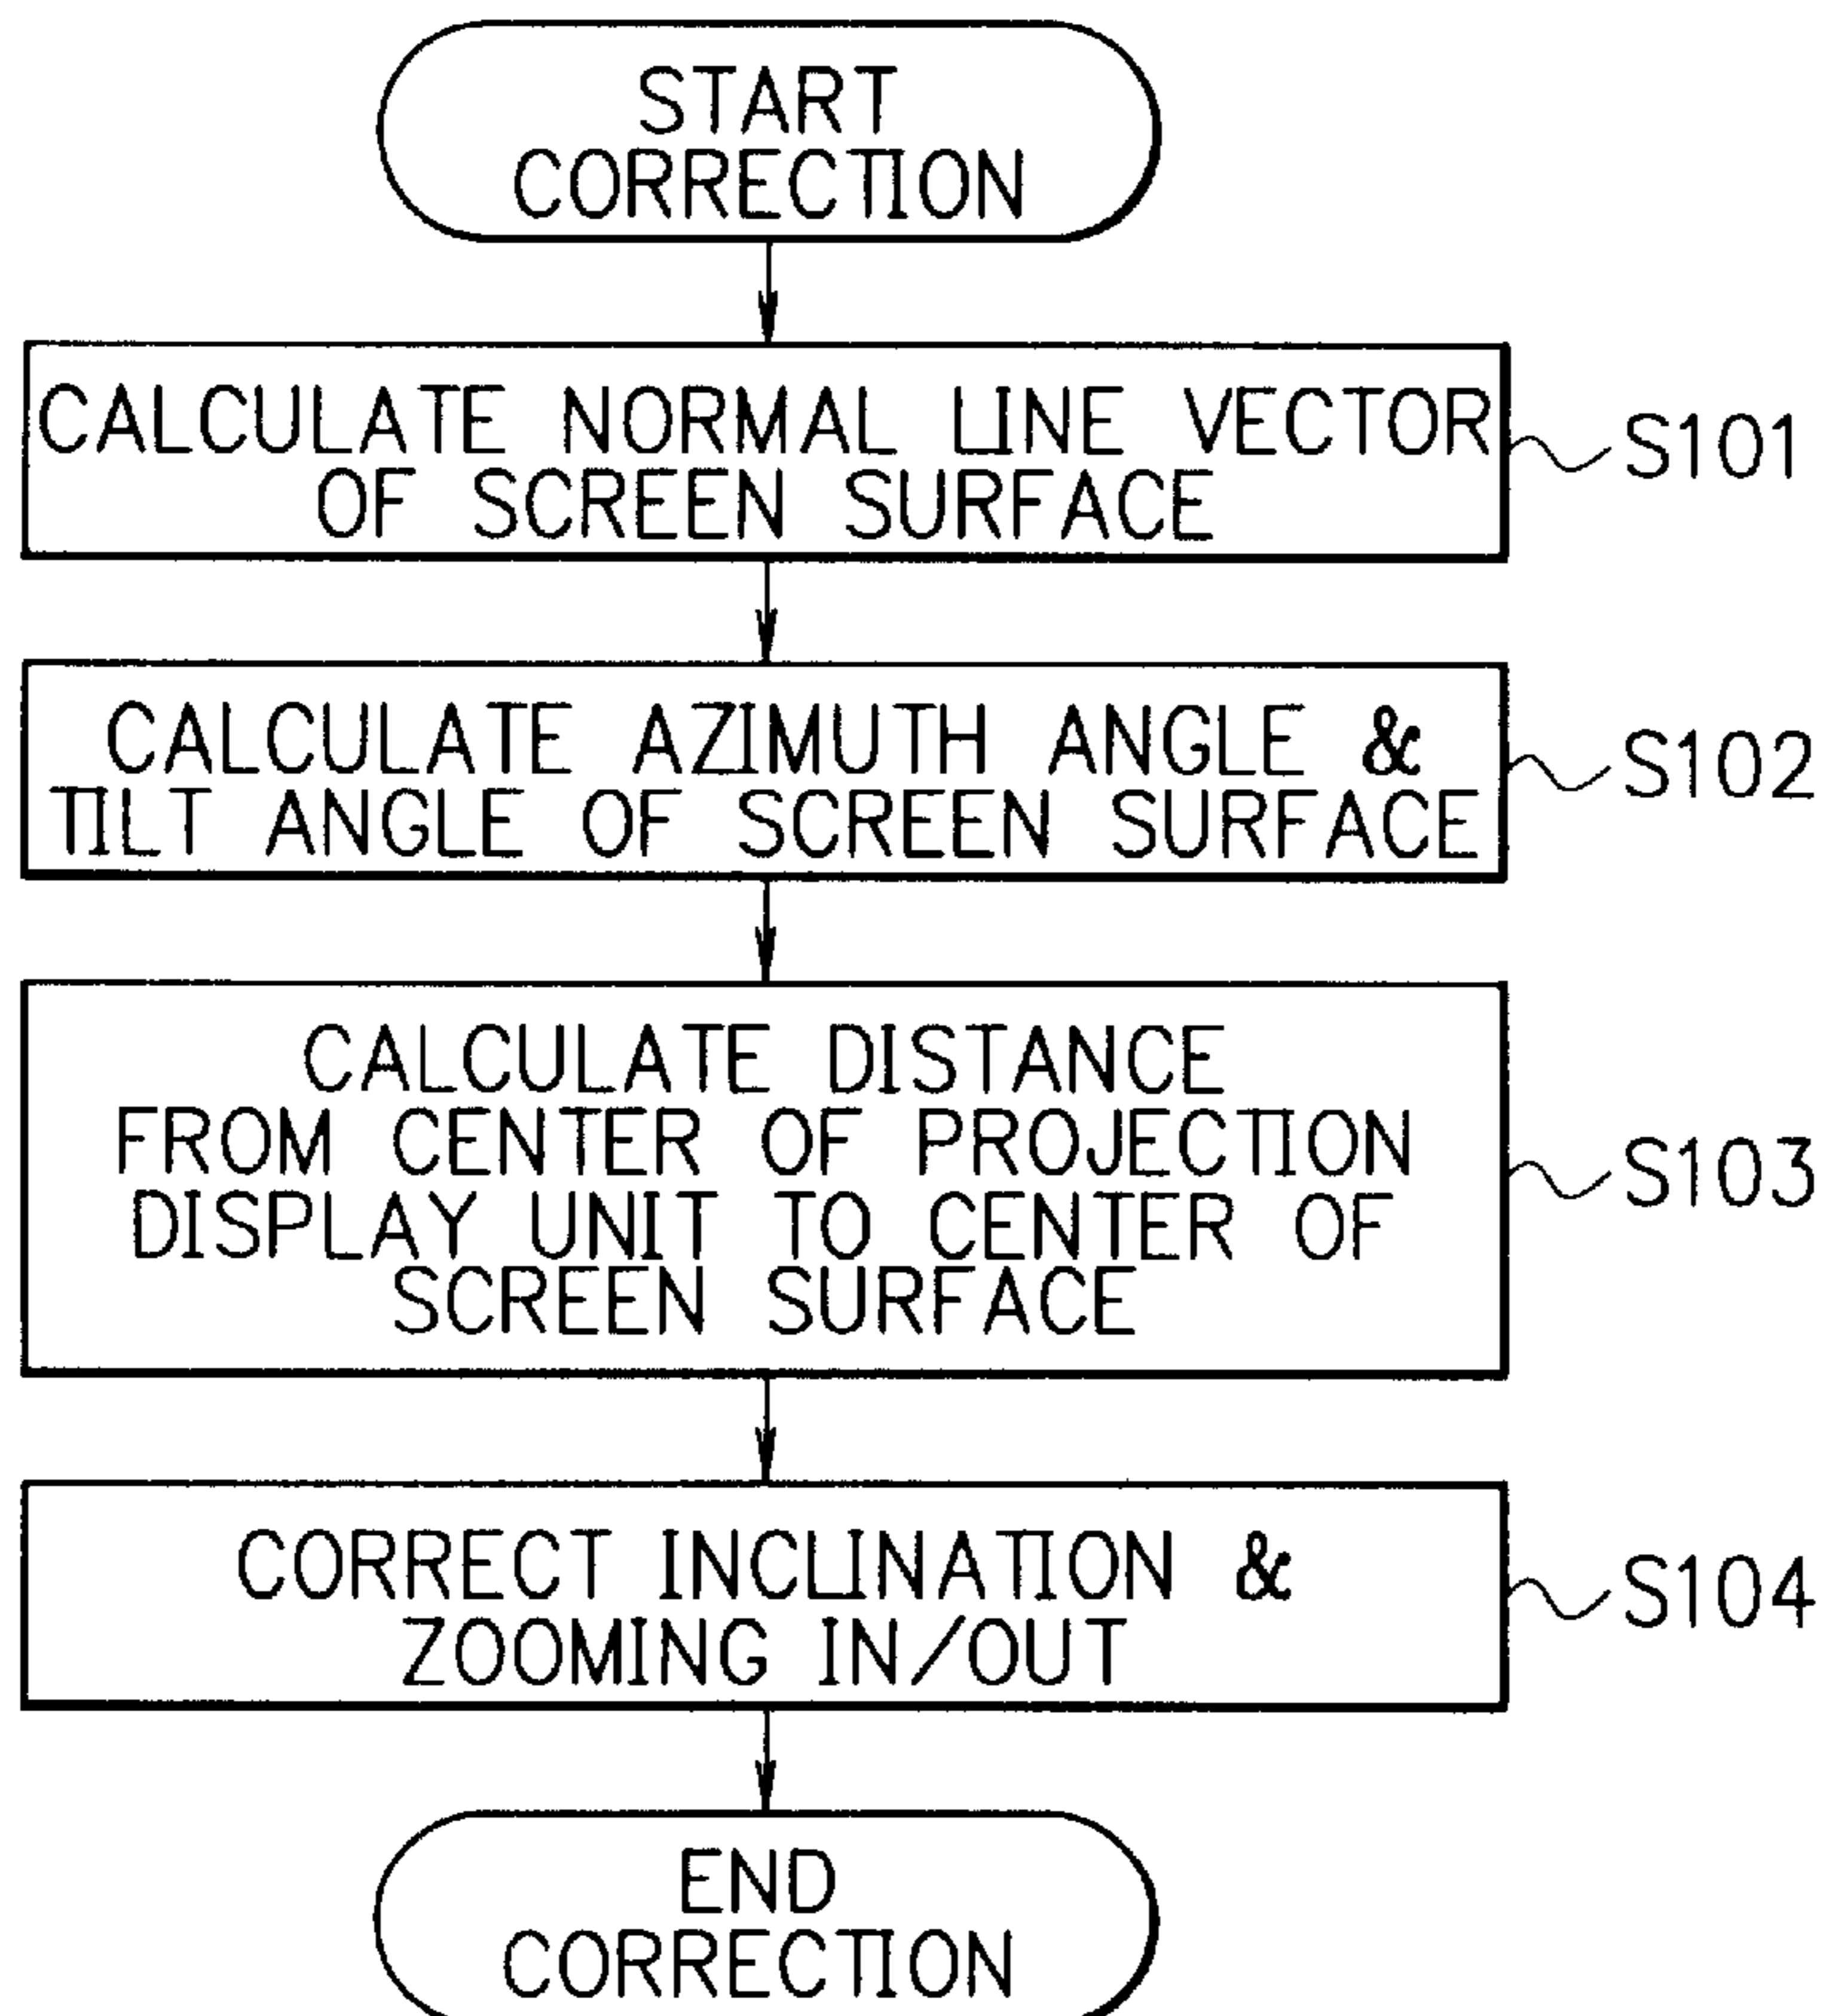 START
CORRECTION
CALCULATE NORMAL LINE VECTOR
OF SCREEN SURFACE
S101
CALCULATE AZIMUTH ANGLE &
TILT ANGLE OF SCREEN SURFACE
S102
CALCULATE DISTANCE
FROM CENTER OF PROJECTION
DISPLAY UNIT TO CENTER OF
SCREEN SURFACE
S103
CORRECT INCLINATION &
ZOOMING IN/OUT
S104
END
CORRECTION